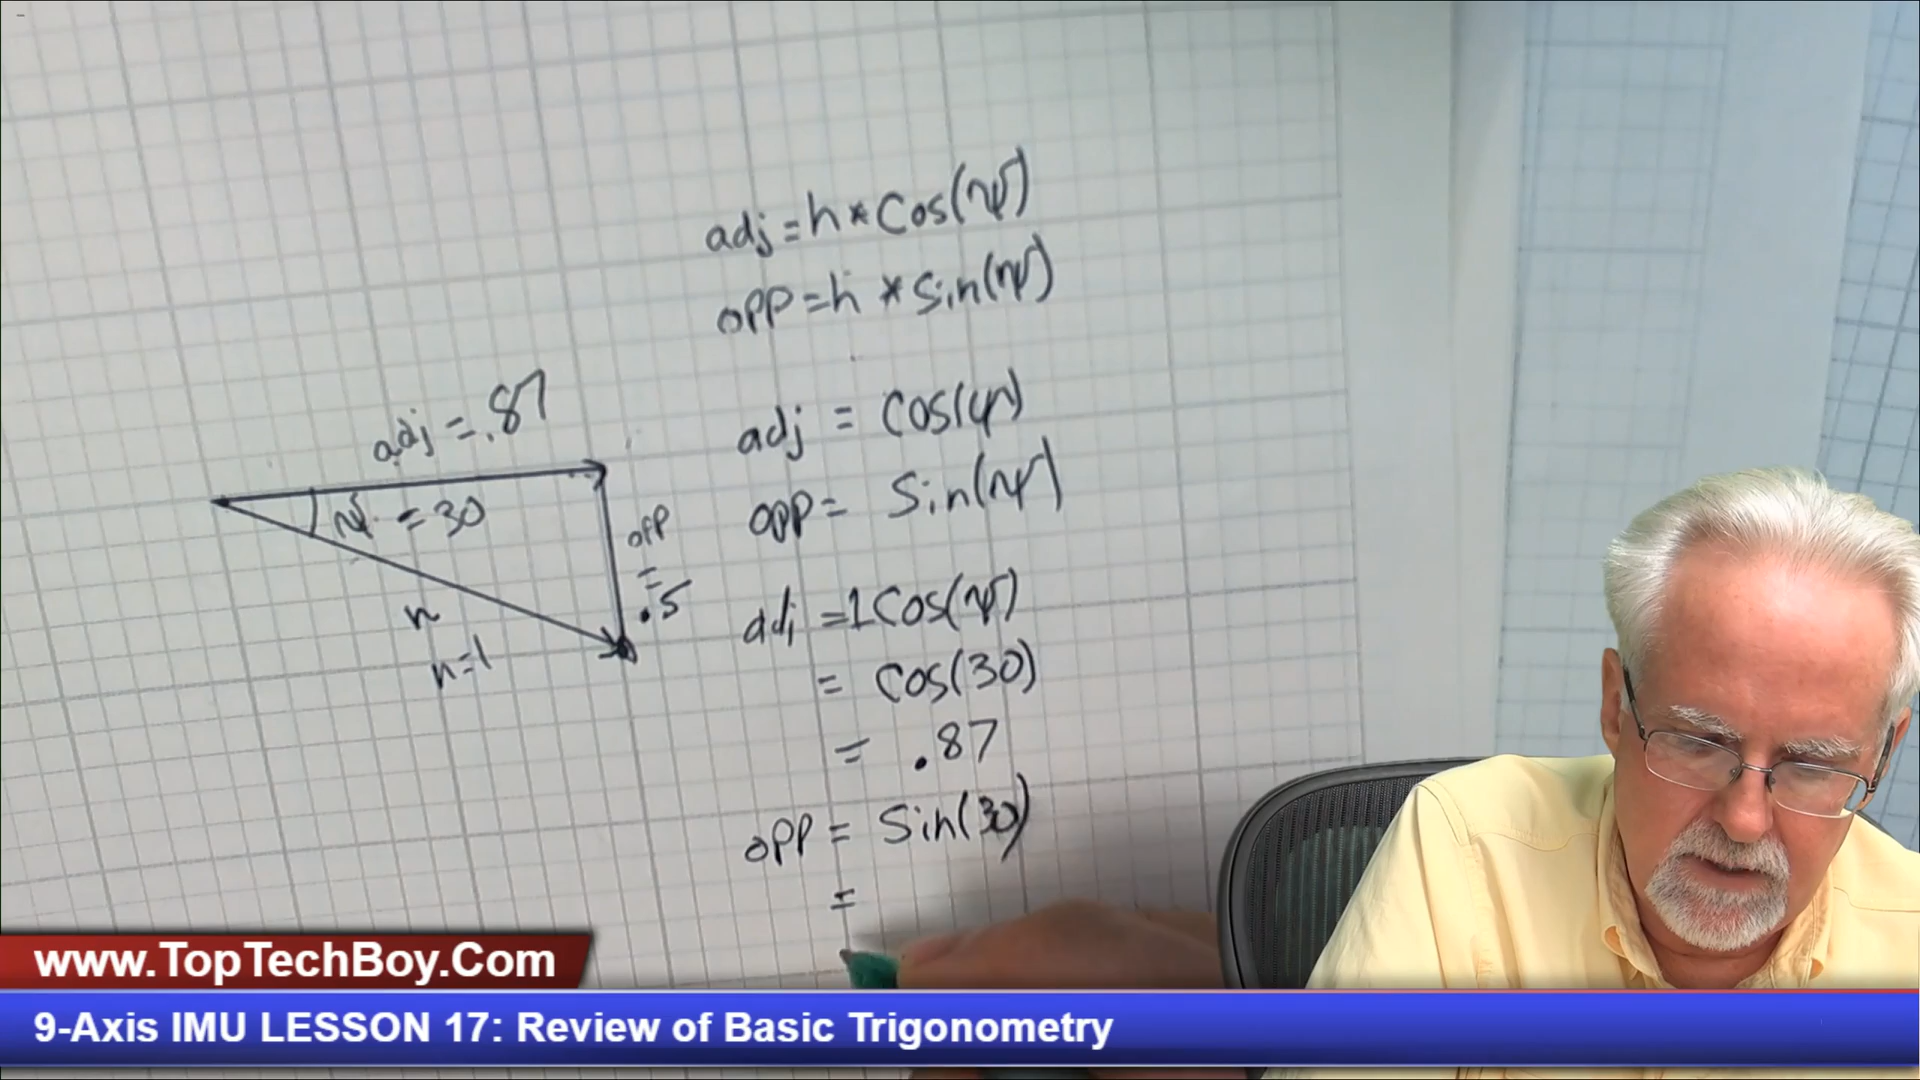 adj = h * Cos(ψ)
opp = h * Sin(ψ)
adj = .87
adj = Cos(ψ)
ψ = 30
opp = Sin(ψ)
opp
=
.5
h
h=1
adj = 1 Cos(ψ)
= Cos(30)
= .87
opp = Sin(30)
=
www.TopTechBoy.Com
9-Axis IMU LESSON 17: Review of Basic Trigonometry